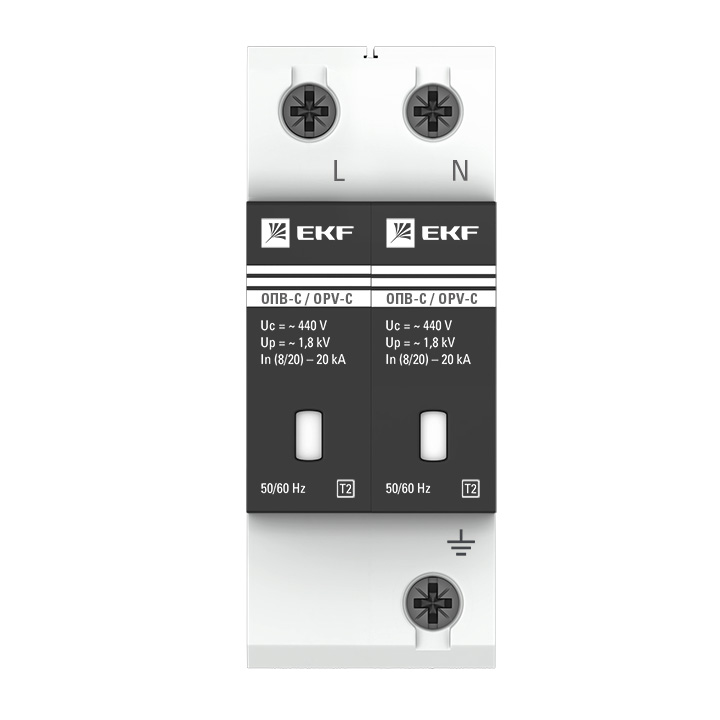 L N
EKF EKF
ОПВ-С / OPV-C ОПВ-С / OPV-C
Uc = ~ 440 V Uc = ~ 440 V
Up = ~ 1,8 kV Up = ~ 1,8 kV
In (8/20) – 20 kA In (8/20) – 20 kA
50/60 Hz T2 50/60 Hz T2